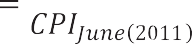 = CPI_{June(2011)}